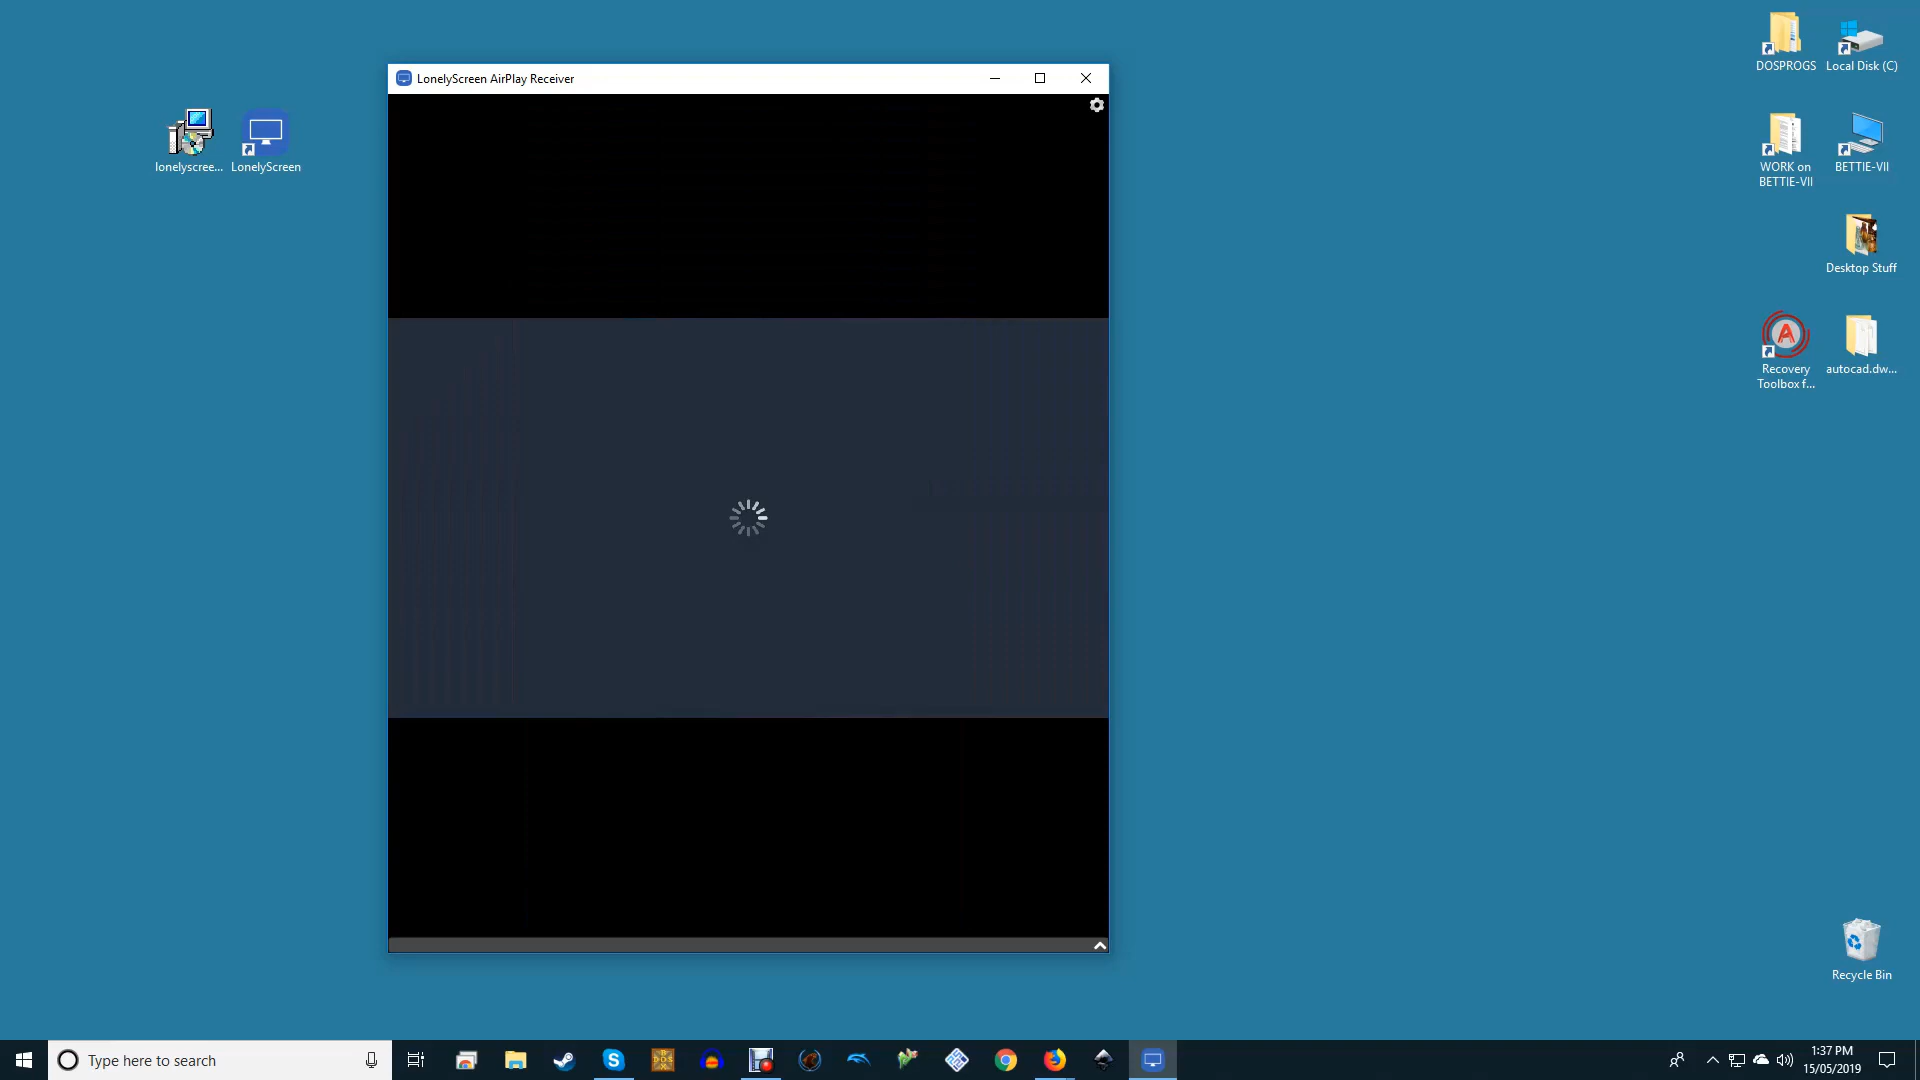 LonelyScreen AirPlay Receiver
lonelyscree...
LonelyScreen
DOSPROGS
Local Disk (C)
WORK on
BETTIE-VII
BETTIE-VII
Desktop Stuff
Recovery
Toolbox f...
autocad.dw...
Recycle Bin
Type here to search
DOS
1:37 PM
15/05/2019